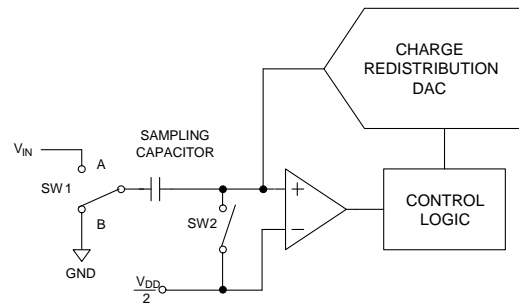 CHARGE
REDISTRIBUTION
DAC
SAMPLING
CAPACITOR
VIN
A
SW1
B
SW2
+
−
CONTROL
LOGIC
GND
VDD
2